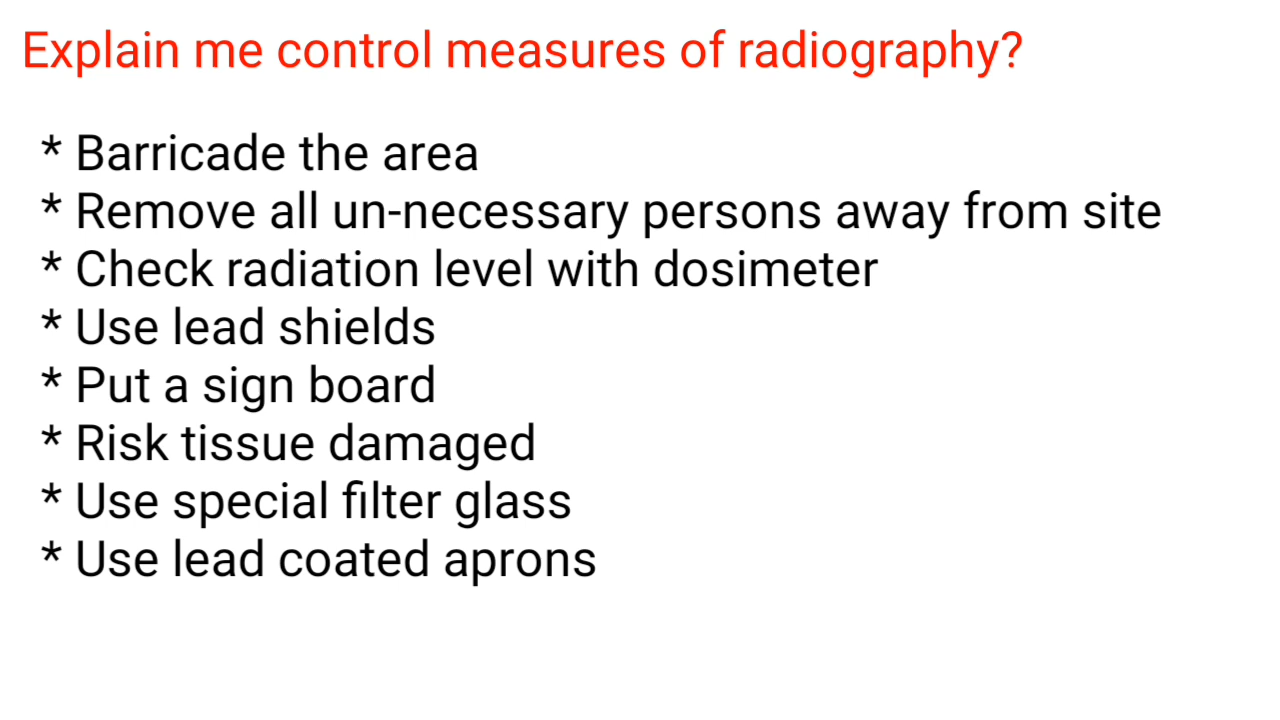 Explain me control measures of radiography?
* Barricade the area
* Remove all un-necessary persons away from site
* Check radiation level with dosimeter
* Use lead shields
* Put a sign board
* Risk tissue damaged
* Use special filter glass
* Use lead coated aprons